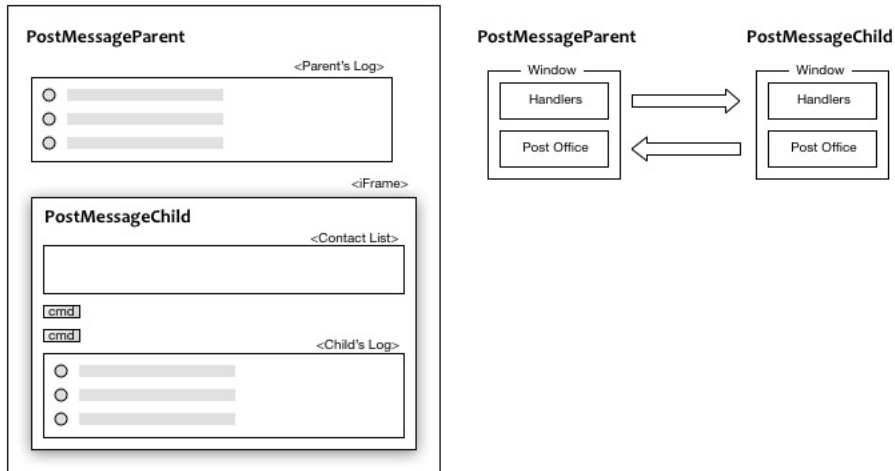 PostMessageParent
<Parent's Log>
<iFrame>
PostMessageChild
<Contact List>
cmd
cmd
<Child's Log>
PostMessageParent
Window
Handlers
Post Office
PostMessageChild
Window
Handlers
Post Office